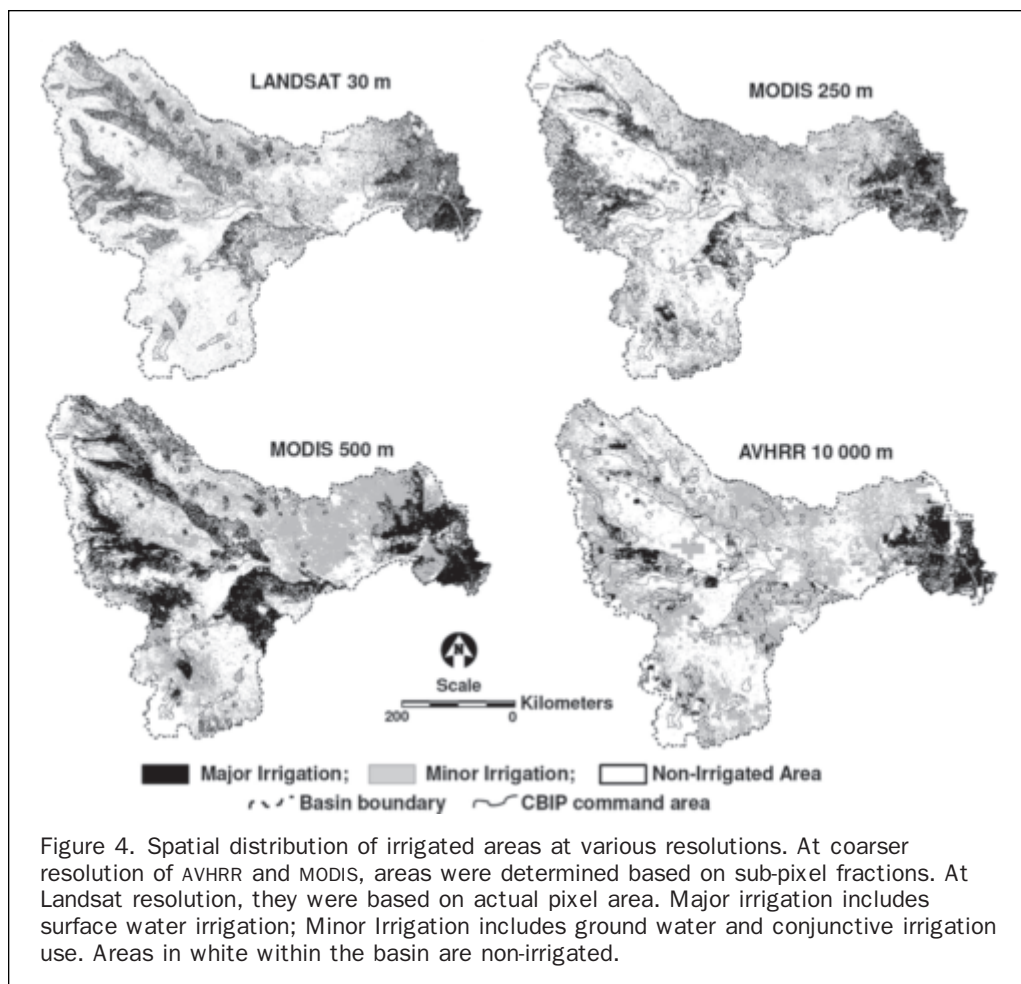 LANDSAT 30 m
MODIS 250 m
MODIS 500 m
AVHRR 10 000 m
N
Scale
200 0 Kilometers
Major Irrigation; Minor Irrigation; Non-Irrigated Area
Basin boundary CBIP command area
Figure 4. Spatial distribution of irrigated areas at various resolutions. At coarser
resolution of AVHRR and MODIS, areas were determined based on sub-pixel fractions. At
Landsat resolution, they were based on actual pixel area. Major irrigation includes
surface water irrigation; Minor Irrigation includes ground water and conjunctive irrigation
use. Areas in white within the basin are non-irrigated.